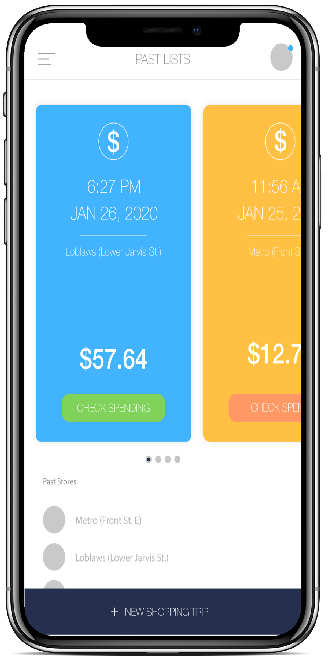 PAST LISTS
$
6:27 PM
JAN 26, 2020
Loblaws (Lower Jarvis St.)
$57.64
CHECK SPENDING
$
11:56 A
JAN 25, 2
Metro (Front S
$12.7
CHECK SPEN
Past Stores
Metro (Front St. E)
Loblaws (Lower Jarvis St.)
+ NEW SHOPPING TRIP